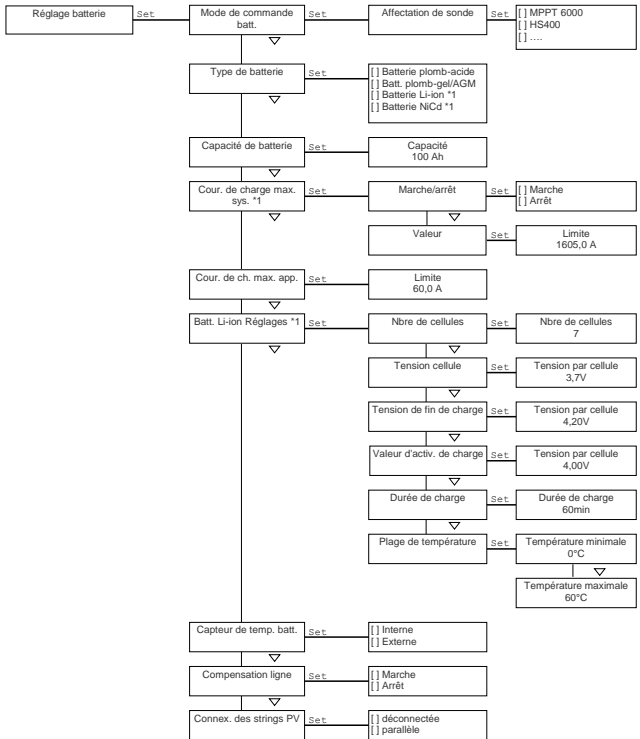 Réglage batterie
Set
Mode de commande
batt.
Set
Affectation de sonde
Set
[ ] MPPT 6000
[ ] HS400
[ ] ....
Type de batterie
Set
[ ] Batterie plomb-acide
[ ] Batt. plomb-gel/AGM
[ ] Batterie Li-ion *1
[ ] Batterie NiCd *1
Capacité de batterie
Set
Capacité
100 Ah
Cour. de charge max.
sys. *1
Set
Marche/arrêt
Set
[ ] Marche
[ ] Arrêt
Valeur
Set
Limite
1605,0 A
Cour. de ch. max. app.
Set
Limite
60,0 A
Batt. Li-ion Réglages *1
Set
Nbre de cellules
Set
Nbre de cellules
7
Tension cellule
Set
Tension par cellule
3,7V
Tension de fin de charge
Set
Tension par cellule
4,20V
Valeur d'activ. de charge
Set
Tension par cellule
4,00V
Durée de charge
Set
Durée de charge
60min
Plage de température
Set
Température minimale
0°C
Température maximale
60°C
Capteur de temp. batt.
Set
[ ] Interne
[ ] Externe
Compensation ligne
Set
[ ] Marche
[ ] Arrêt
Connex. des strings PV
Set
[ ] déconnectée
[ ] parallèle